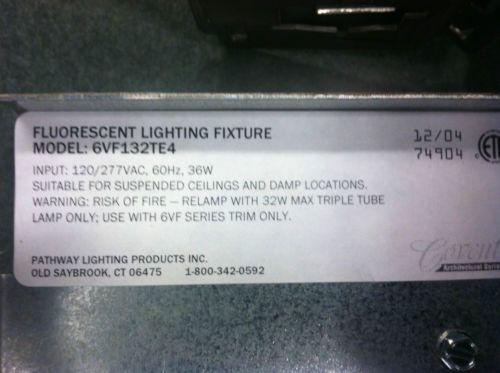 FLUORESCENT LIGHTING FIXTURE
MODEL: 6VF132TE4
12/04
74904
ETL
INPUT: 120/277VAC, 60Hz, 36W
SUITABLE FOR SUSPENDED CEILINGS AND DAMP LOCATIONS.
WARNING: RISK OF FIRE – RELAMP WITH 32W MAX TRIPLE TUBE
LAMP ONLY; USE WITH 6VF SERIES TRIM ONLY.
PATHWAY LIGHTING PRODUCTS INC.
OLD SAYBROOK, CT 06475 1-800-342-0592
Architectural